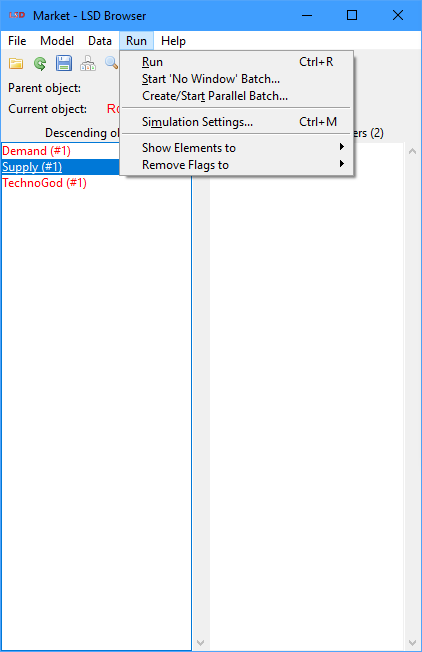 LSD Market - LSD Browser
File Model Data Run Help
Run Ctrl+R
Start 'No Window' Batch...
Create/Start Parallel Batch...
Simulation Settings... Ctrl+M
Show Elements to
Remove Flags to
Parent object:
Current object:
Descending
(2)
Demand (#1)
Supply (#1)
TechnoGod (#1)